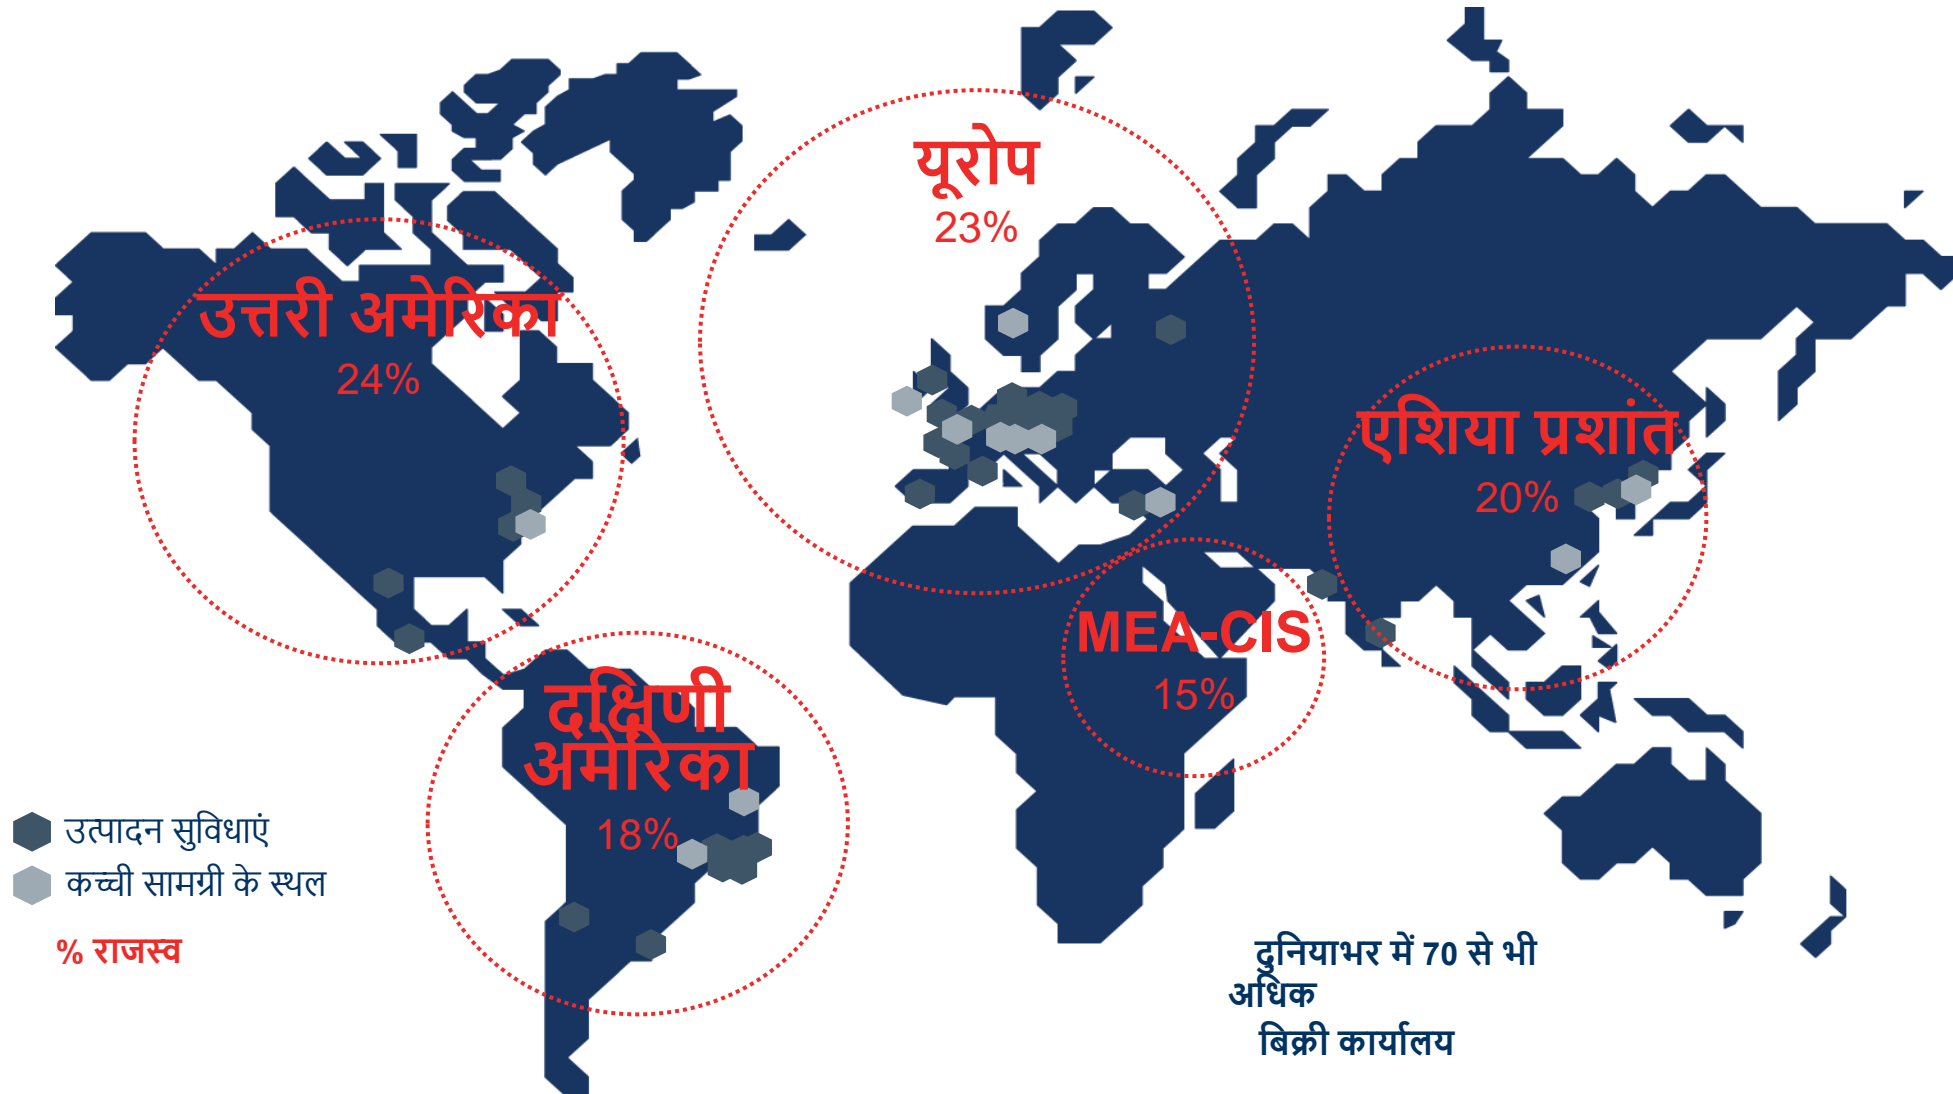 यूरोप
23%
उत्तरी अमेरिका
24%
एशिया प्रशांत
20%
MEA-CIS
15%
दक्षिणी
अमेरिका
18%
उत्पादन सुविधाएं
कच्ची सामग्री के स्थल
% राजस्व
दुनियाभर में 70 से भी
अधिक
बिक्री कार्यालय